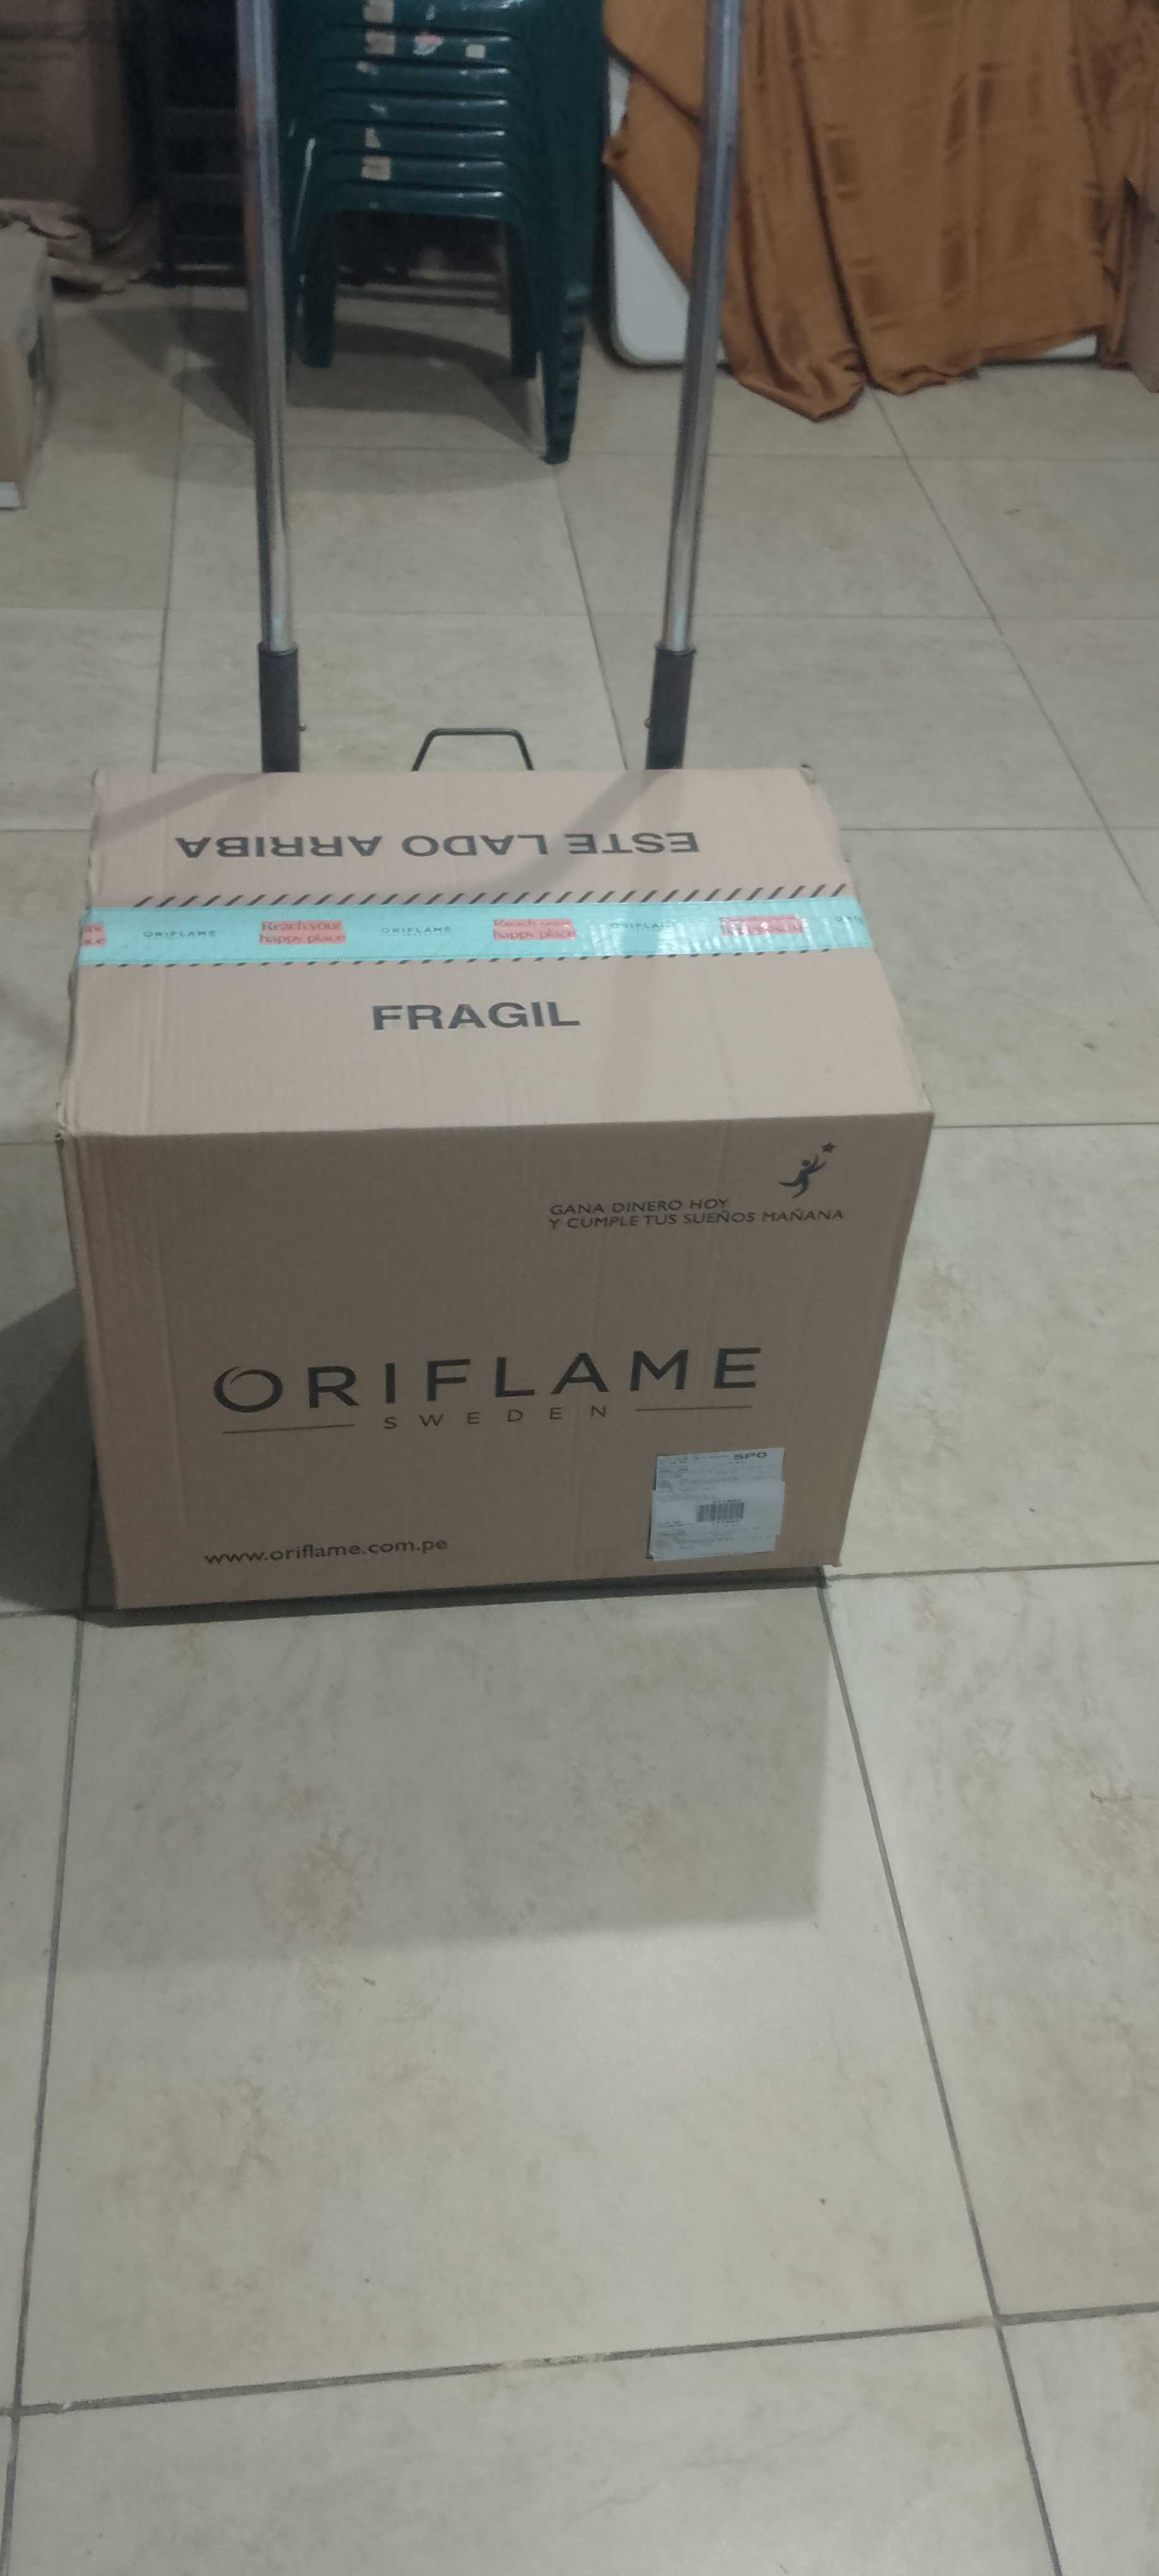 ESTE LADO ARRIBA
ORIFLAME Reach your happy place ORIFLAME Reach your happy place ORIFLAME
FRAGIL
GANA DINERO HOY
Y CUMPLE TUS SUEÑOS MAÑANA
ORIFLAME
SWEDEN
SPO
www.oriflame.com.pe